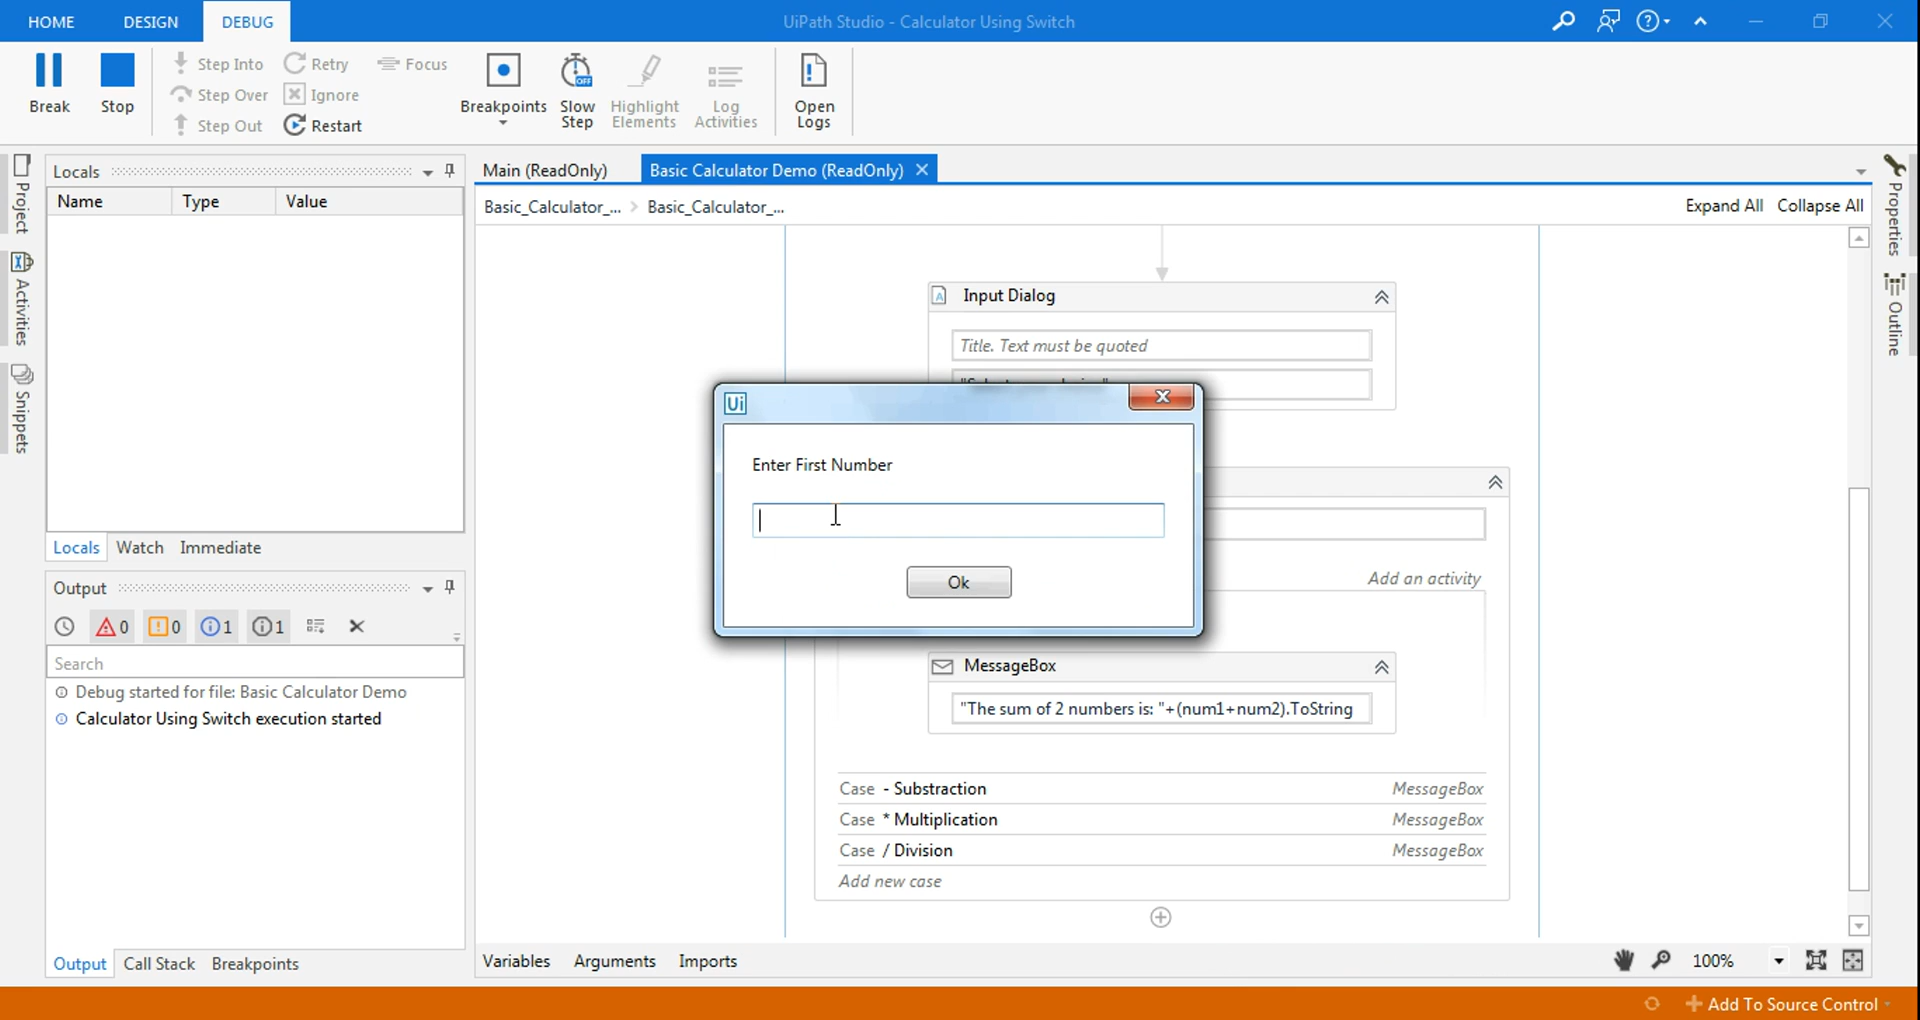 HOME DESIGN DEBUG
UiPath Studio - Calculator Using Switch
Break
Stop
Step Into
Step Over
Step Out
Retry
Ignore
Restart
Focus
Breakpoints
Slow
Step
OFF
Highlight
Elements
Log
Activities
Open
Logs
Project
Activities
Snippets
Locals
Name Type Value
Locals Watch Immediate
Output
0 0 1 1
Search
Debug started for file: Basic Calculator Demo
Calculator Using Switch execution started
Output Call Stack Breakpoints
Main (ReadOnly)
Basic Calculator Demo (ReadOnly)
Basic_Calculator_... > Basic_Calculator_...
Expand All Collapse All
Input Dialog
Title. Text must be quoted
Ui
Enter First Number
Ok
Add an activity
MessageBox
"The sum of 2 numbers is: "+(num1+num2).ToString
Case - Substraction MessageBox
Case * Multiplication MessageBox
Case / Division MessageBox
Add new case
Variables Arguments Imports
100%
Properties
Outline
Add To Source Control